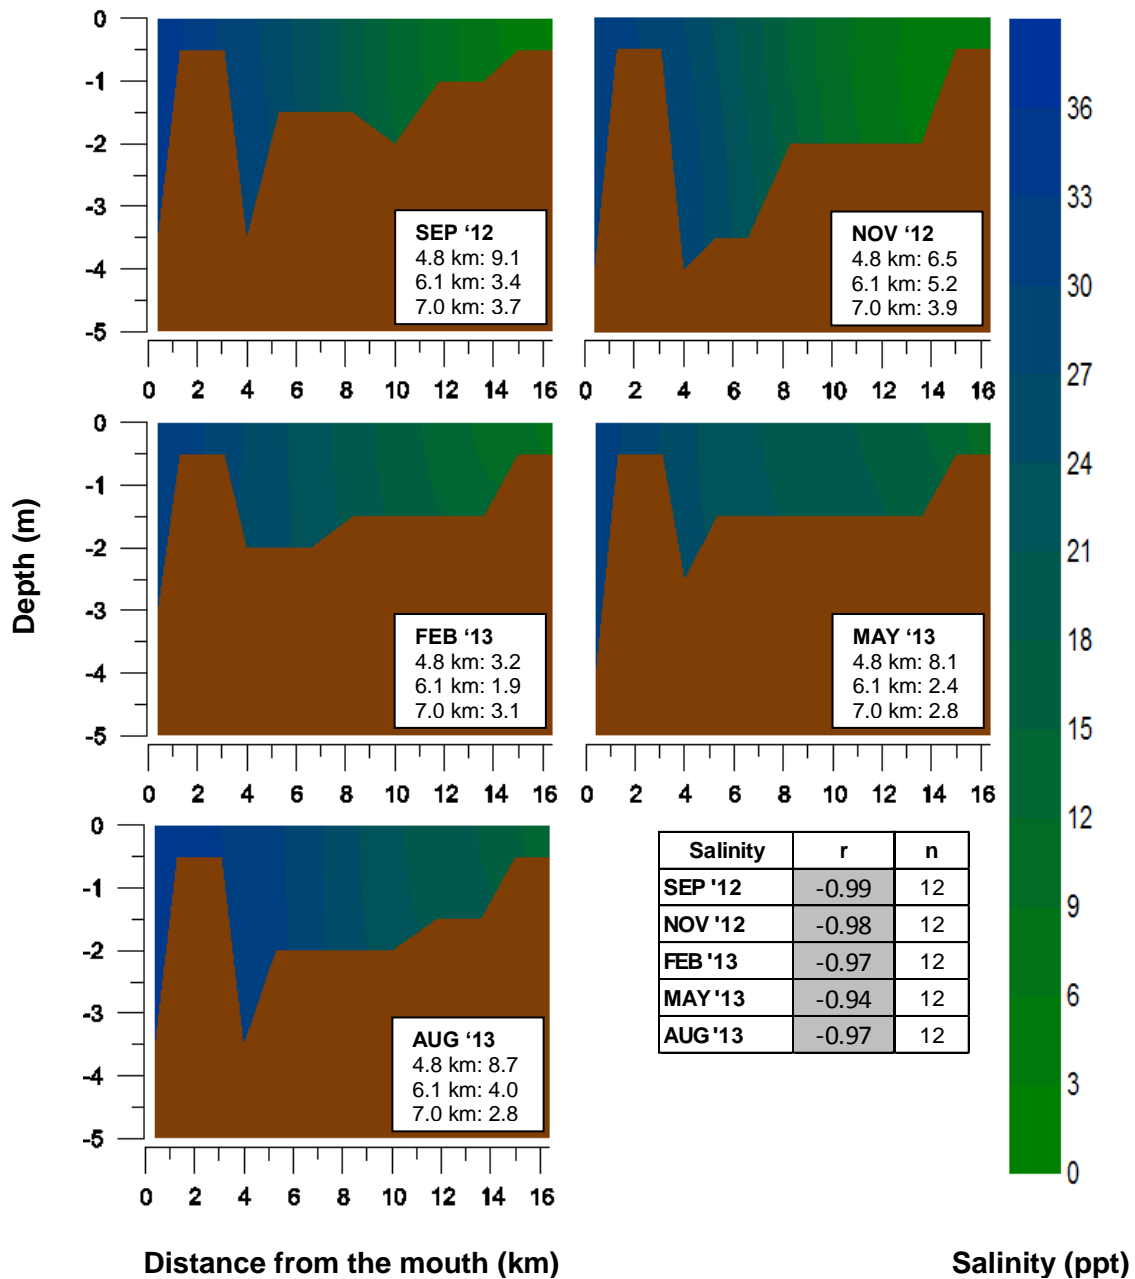 0
-1
-2
-3
-4
-5
SEP ‘12
4.8 km: 9.1
6.1 km: 3.4
7.0 km: 3.7
0 2 4 6 8 10 12 14 16
NOV ‘12
4.8 km: 6.5
6.1 km: 5.2
7.0 km: 3.9
0 2 4 6 8 10 12 14 16
0
-1
-2
-3
-4
-5
FEB ‘13
4.8 km: 3.2
6.1 km: 1.9
7.0 km: 3.1
0 2 4 6 8 10 12 14 16
MAY ‘13
4.8 km: 8.1
6.1 km: 2.4
7.0 km: 2.8
0 2 4 6 8 10 12 14 16
0
-1
-2
-3
-4
-5
AUG ‘13
4.8 km: 8.7
6.1 km: 4.0
7.0 km: 2.8
0 2 4 6 8 10 12 14 16
Depth (m)
Distance from the mouth (km)
Salinity r n
SEP '12 -0.99 12
NOV '12 -0.98 12
FEB '13 -0.97 12
MAY '13 -0.94 12
AUG '13 -0.97 12
36
33
30
27
24
21
18
15
12
9
6
3
0
Salinity (ppt)